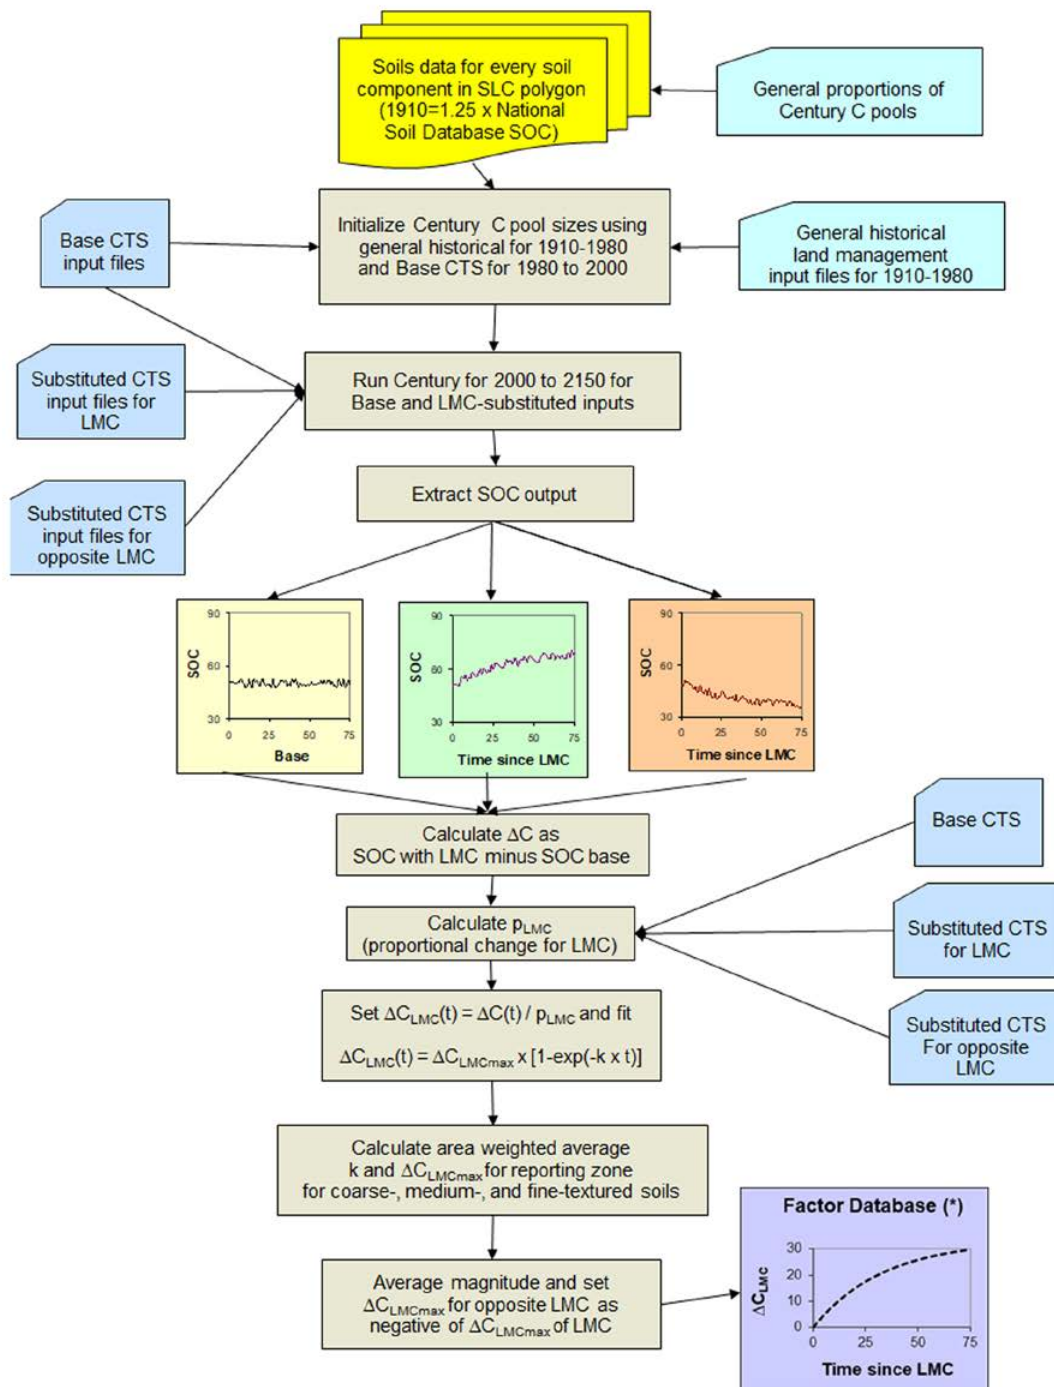 Soils data for every soil
component in SLC polygon
(1910=1.25 x National
Soil Database SOC)
General proportions of
Century C pools
Base CTS
input files
Initialize Century C pool sizes using
general historical for 1910-1980
and Base CTS for 1980 to 2000
General historical
land management
input files for 1910-1980
Substituted CTS
input files for
LMC
Run Century for 2000 to 2150 for
Base and LMC-substituted inputs
Substituted CTS
input files for
opposite LMC
Extract SOC output
90
60
30
SOC
0 25 50 75
Base
90
60
30
SOC
0 25 50 75
Time since LMC
90
60
30
SOC
0 25 50 75
Time since LMC
Calculate ΔC as
SOC with LMC minus SOC base
Base CTS
Calculate pLMC
(proportional change for LMC)
Substituted CTS
for LMC
Set ΔCLMC(t) = ΔC(t) / pLMC and fit
ΔCLMC(t) = ΔCLMCmax x [1-exp(-k x t)]
Substituted CTS
For opposite
LMC
Calculate area weighted average
k and ΔCLMCmax for reporting zone
for coarse-, medium-, and fine-textured soils
Average magnitude and set
ΔCLMCmax for opposite LMC as
negative of ΔCLMCmax of LMC
Factor Database (*)
30
20
10
0
ΔCLMC
0 25 50 75
Time since LMC